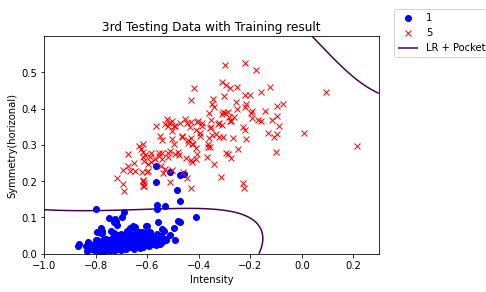 3rd Testing Data with Training result
1
5
LR + Pocket
Symmetry(horizonal)
0.5
0.4
0.3
0.2
0.1
0.0
−1.0 −0.8 −0.6 −0.4 −0.2 0.0 0.2
Intensity